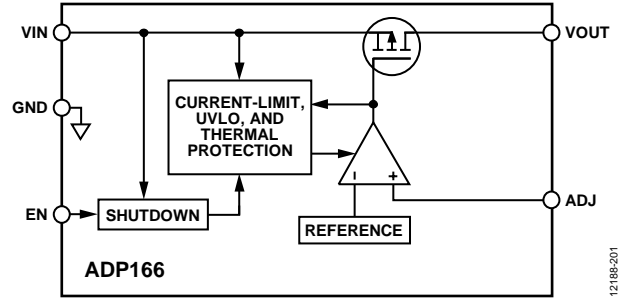 VIN
VOUT
GND
CURRENT-LIMIT,
UVLO, AND
THERMAL
PROTECTION
EN
SHUTDOWN
–
+
ADJ
REFERENCE
ADP166
12188-201